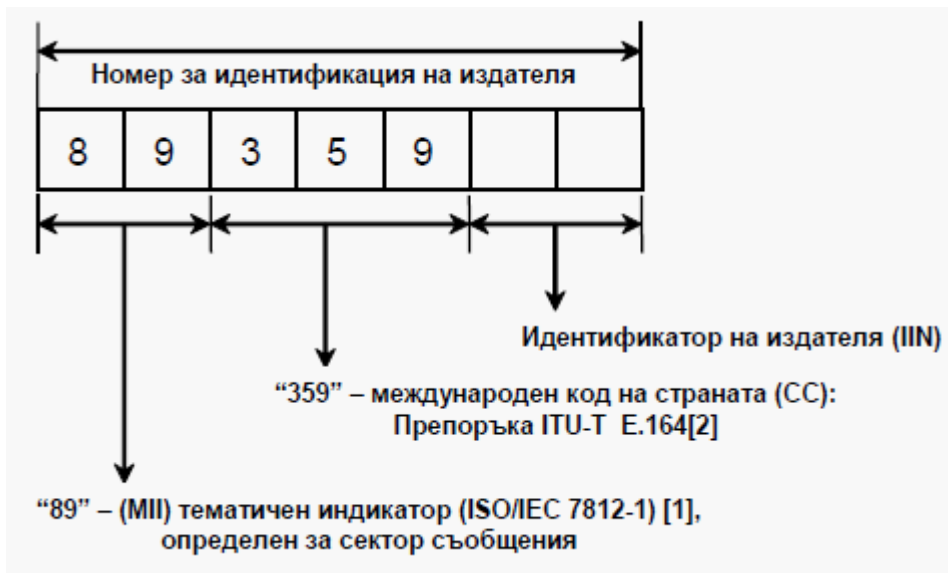 Номер за идентификация на издателя
8 9 3 5 9
Идентификатор на издателя (IIN)
“359” – международен код на страната (CC):
Препоръка ITU-T E.164[2]
“89” – (MII) тематичен индикатор (ISO/IEC 7812-1) [1],
определен за сектор съобщения